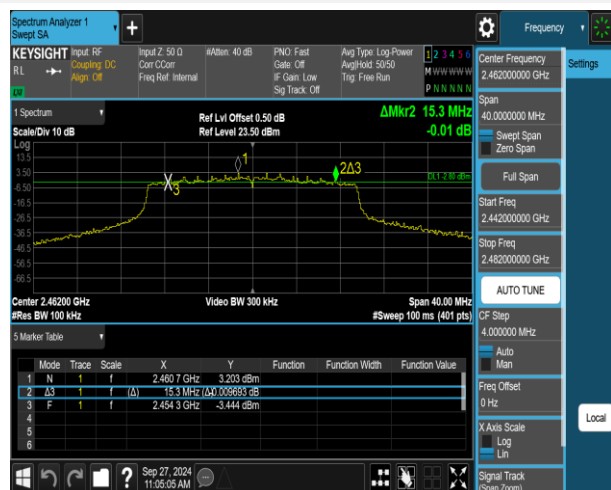 Spectrum Analyzer 1
Swept SA
+
Frequency
KEYSIGHT
RL
Input: RF
Coupling: DC
Align: Off
Input Z: 50 Ω
Corr CCorr
Freq Ref: Internal
#Atten: 40 dB
PNO: Fast
Gate: Off
IF Gain: Low
Sig Track: Off
Avg Type: Log-Power
Avg|Hold: 50/50
Trig: Free Run
1 2 3 4 5 6
M W W W W W
P N N N N N
1 Spectrum
Scale/Div 10 dB
Log
Ref Lvl Offset 0.50 dB
Ref Level 23.50 dBm
ΔMkr2 15.3 MHz
-0.01 dB
13.5
3.50
-6.50
-16.5
-26.5
-36.5
-46.5
-56.5
-66.5
1
2Δ3
3
DL1 -2.80 dBm
Center 2.46200 GHz
#Res BW 100 kHz
Video BW 300 kHz
Span 40.00 MHz
#Sweep 100 ms (401 pts)
5 Marker Table
Mode Trace Scale X Y Function Function Width Function Value
1 N 1 f 2.460 7 GHz 3.203 dBm
2 Δ3 1 f (Δ) 15.3 MHz (Δ)-0.009693 dB
3 F 1 f 2.454 3 GHz -3.444 dBm
4
5
6
Sep 27, 2024
11:05:05 AM
Center Frequency
2.462000000 GHz
Span
40.0000000 MHz
Swept Span
Zero Span
Full Span
Start Freq
2.442000000 GHz
Stop Freq
2.482000000 GHz
AUTO TUNE
CF Step
4.000000 MHz
Auto
Man
Freq Offset
0 Hz
X Axis Scale
Log
Lin
Signal Track
(Span Zoom)
Settings
Local